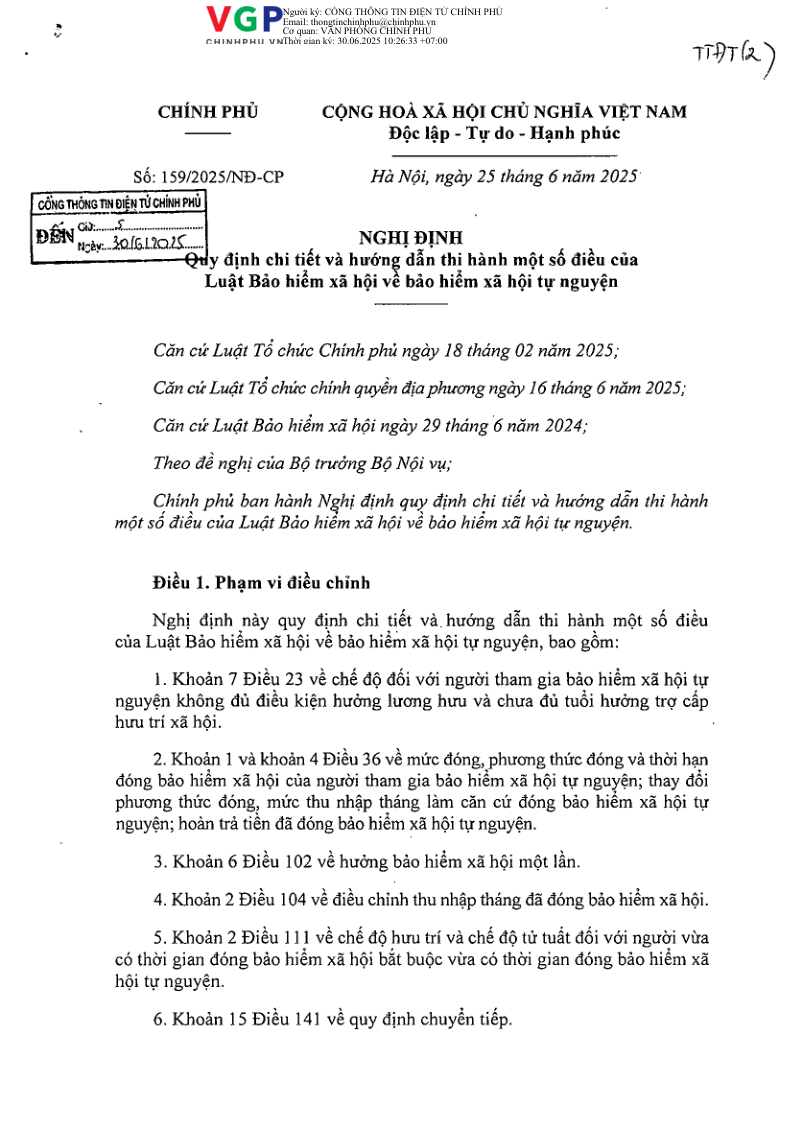 VGP
CHINHPHU.VN
Người ký: CỔNG THÔNG TIN ĐIỆN TỬ CHÍNH PHỦ
Email: thongtinchinhphu@chinhphu.vn
Cơ quan: VĂN PHÒNG CHÍNH PHỦ
Thời gian ký: 30.06.2025 10:26:33 +07:00
TTĐT(2)
CHÍNH PHỦ
CỘNG HOÀ XÃ HỘI CHỦ NGHĨA VIỆT NAM
Độc lập - Tự do - Hạnh phúc
Số: 159/2025/NĐ-CP
Hà Nội, ngày 25 tháng 6 năm 2025
CỔNG THÔNG TIN ĐIỆN TỬ CHÍNH PHỦ
ĐẾN
Giờ:.......S.......
Ngày:....30/6/2025.....
NGHỊ ĐỊNH
Quy định chi tiết và hướng dẫn thi hành một số điều của
Luật Bảo hiểm xã hội về bảo hiểm xã hội tự nguyện
Căn cứ Luật Tổ chức Chính phủ ngày 18 tháng 02 năm 2025;
Căn cứ Luật Tổ chức chính quyền địa phương ngày 16 tháng 6 năm 2025;
Căn cứ Luật Bảo hiểm xã hội ngày 29 tháng 6 năm 2024;
Theo đề nghị của Bộ trưởng Bộ Nội vụ;
Chính phủ ban hành Nghị định quy định chi tiết và hướng dẫn thi hành
một số điều của Luật Bảo hiểm xã hội về bảo hiểm xã hội tự nguyện.
Điều 1. Phạm vi điều chỉnh
Nghị định này quy định chi tiết và hướng dẫn thi hành một số điều
của Luật Bảo hiểm xã hội về bảo hiểm xã hội tự nguyện, bao gồm:
1. Khoản 7 Điều 23 về chế độ đối với người tham gia bảo hiểm xã hội tự
nguyện không đủ điều kiện hưởng lương hưu và chưa đủ tuổi hưởng trợ cấp
hưu trí xã hội.
2. Khoản 1 và khoản 4 Điều 36 về mức đóng, phương thức đóng và thời hạn
đóng bảo hiểm xã hội của người tham gia bảo hiểm xã hội tự nguyện; thay đổi
phương thức đóng, mức thu nhập tháng làm căn cứ đóng bảo hiểm xã hội tự
nguyện; hoàn trả tiền đã đóng bảo hiểm xã hội tự nguyện.
3. Khoản 6 Điều 102 về hưởng bảo hiểm xã hội một lần.
4. Khoản 2 Điều 104 về điều chỉnh thu nhập tháng đã đóng bảo hiểm xã hội.
5. Khoản 2 Điều 111 về chế độ hưu trí và chế độ tử tuất đối với người vừa
có thời gian đóng bảo hiểm xã hội bắt buộc vừa có thời gian đóng bảo hiểm xã
hội tự nguyện.
6. Khoản 15 Điều 141 về quy định chuyển tiếp.